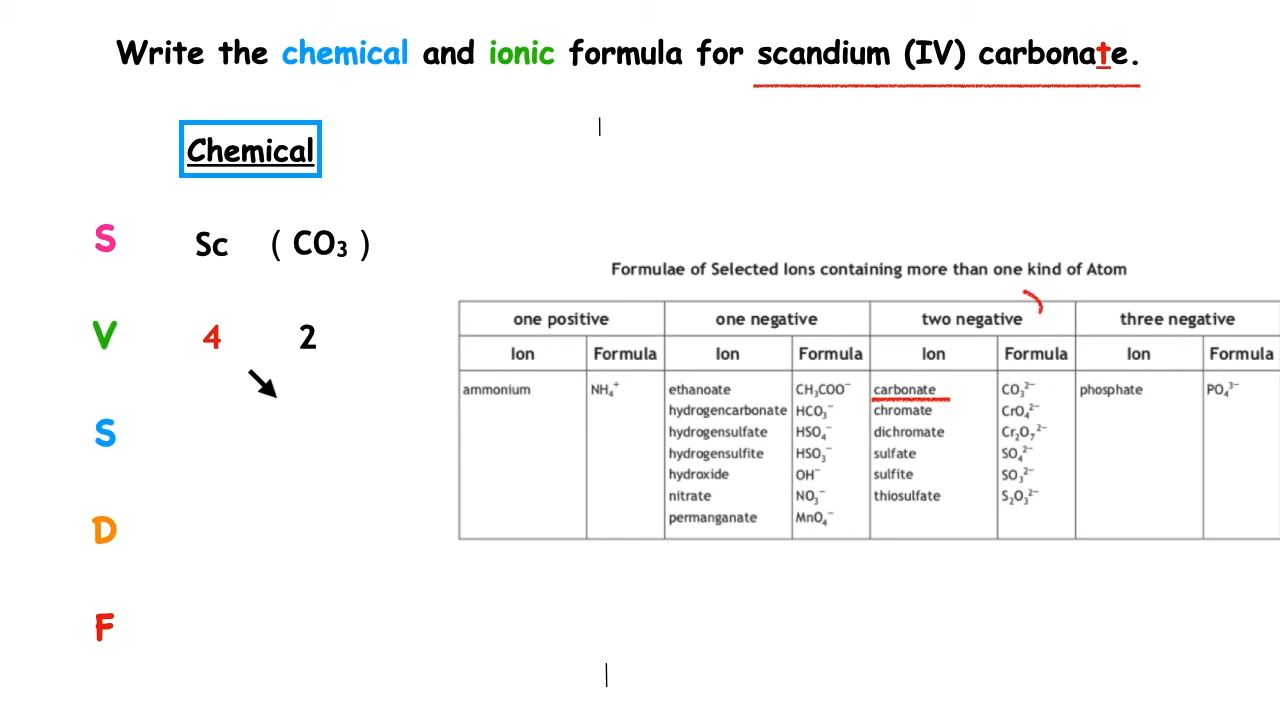 Write the chemical and ionic formula for scandium (IV) carbonate.
Chemical
S Sc ( CO₃ )
V 4 2
S
D
F
Formulae of Selected Ions containing more than one kind of Atom
one positive one negative two negative three negative
Ion Formula Ion Formula Ion Formula Ion Formula
ammonium NH₄⁺ ethanoate CH₃COO⁻ carbonate CO₃²⁻ phosphate PO₄³⁻
hydrogencarbonate HCO₃⁻ chromate CrO₄²⁻
hydrogensulfate HSO₄⁻ dichromate Cr₂O₇²⁻
hydrogensulfite HSO₃⁻ sulfate SO₄²⁻
hydroxide OH⁻ sulfite SO₃²⁻
nitrate NO₃⁻ thiosulfate S₂O₃²⁻
permanganate MnO₄⁻